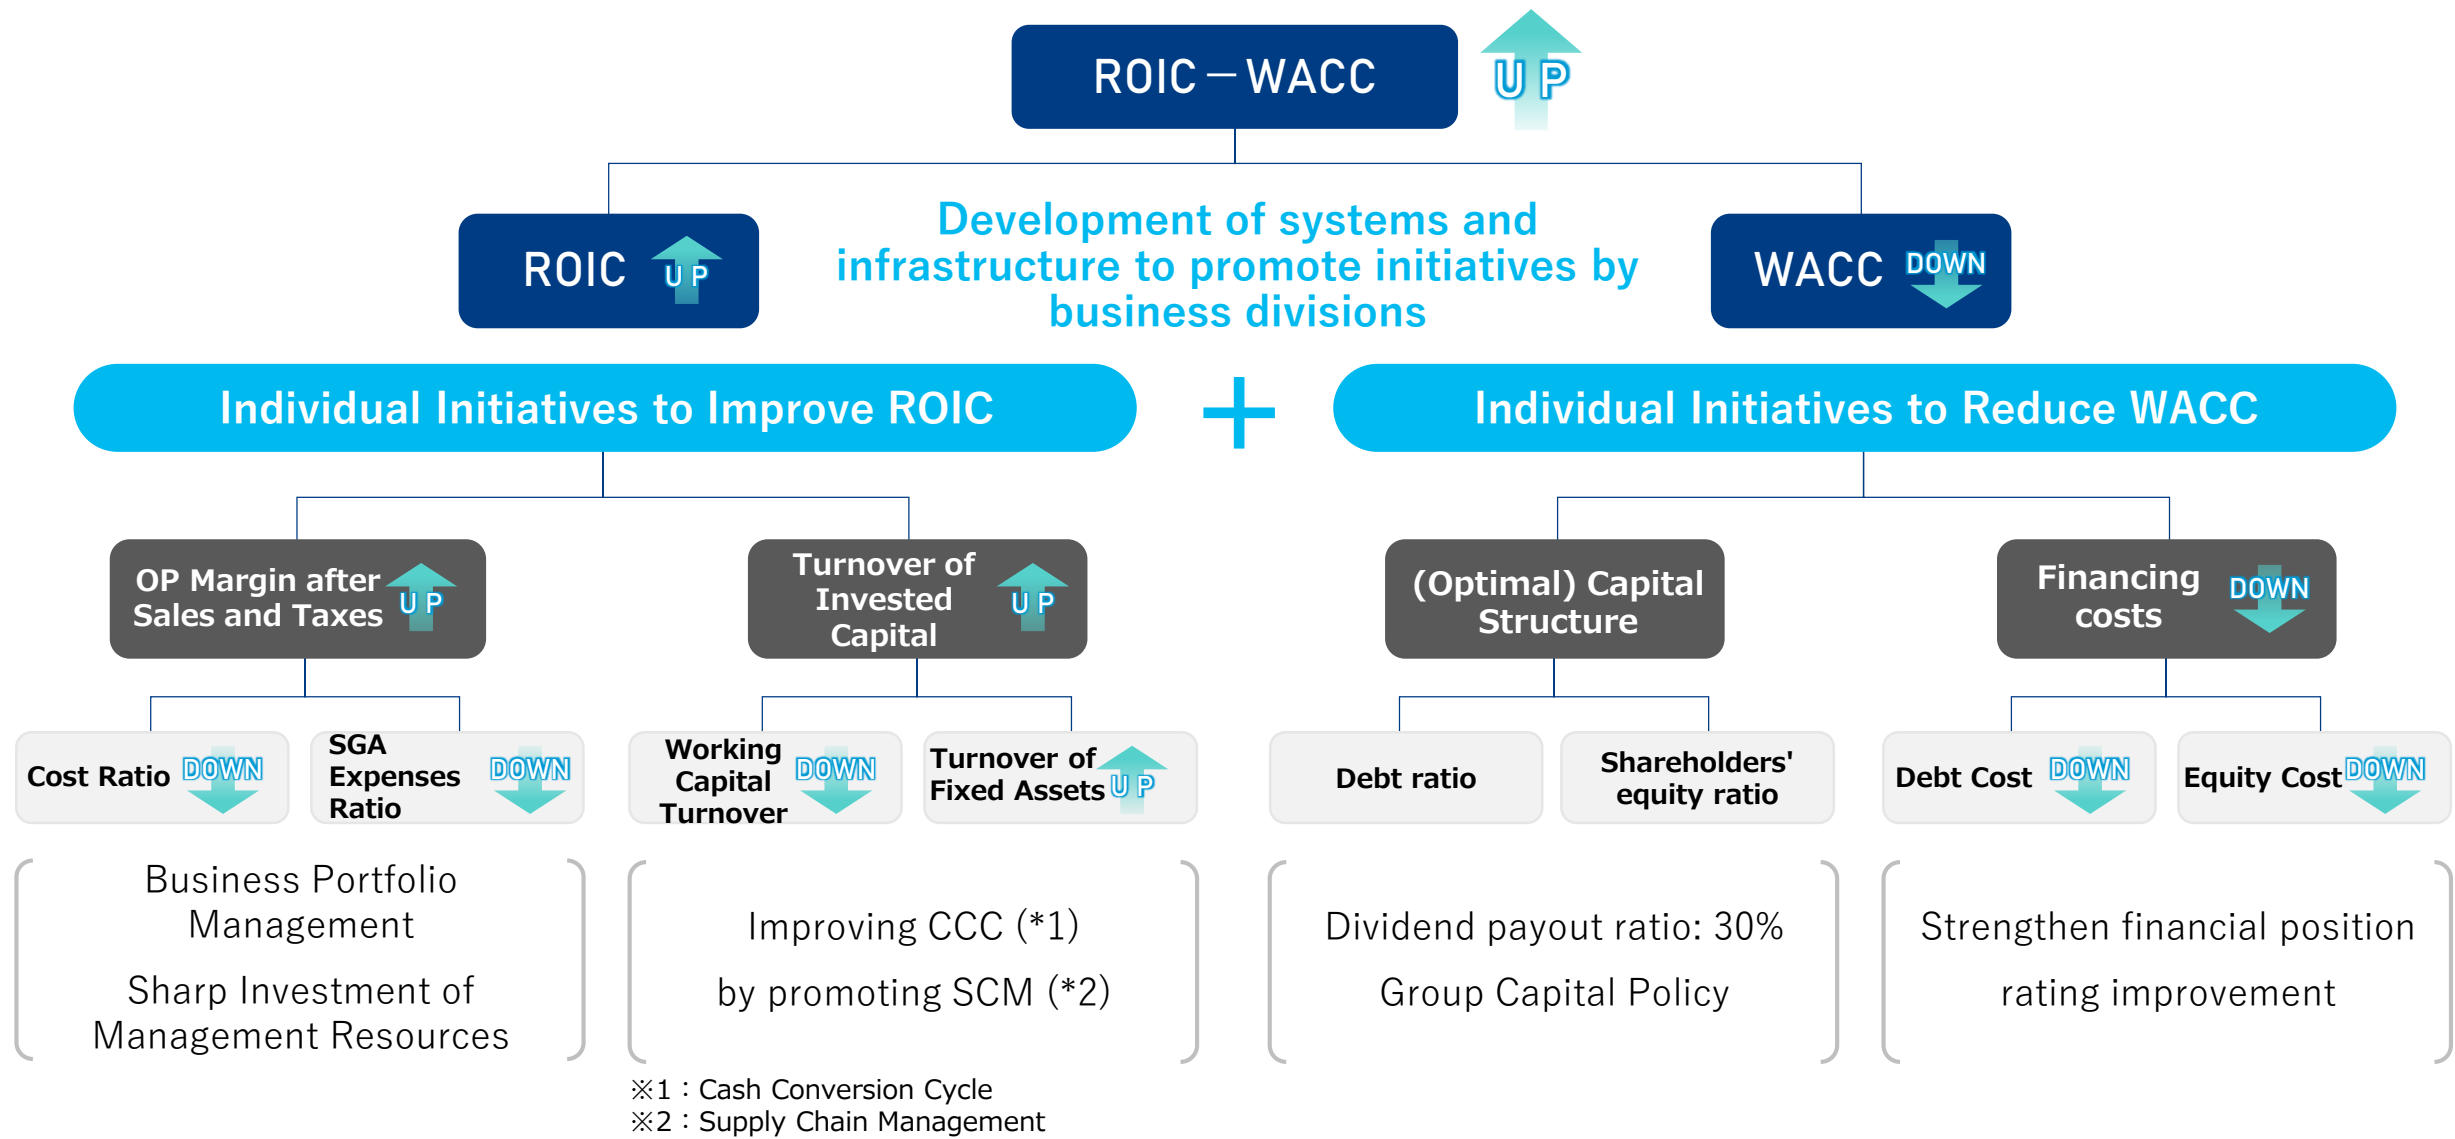 ROIC－WACC
UP
Development of systems and
infrastructure to promote initiatives by
business divisions
ROIC UP
WACC DOWN
Individual Initiatives to Improve ROIC
+
Individual Initiatives to Reduce WACC
OP Margin after
Sales and Taxes
UP
Turnover of
Invested
Capital
UP
(Optimal) Capital
Structure
Financing
costs
DOWN
Cost Ratio DOWN
SGA
Expenses
Ratio
DOWN
Working
Capital
Turnover
DOWN
Turnover of
Fixed Assets
UP
Debt ratio
Shareholders'
equity ratio
Debt Cost DOWN
Equity Cost DOWN
Business Portfolio
Management
Sharp Investment of
Management Resources
Improving CCC (*1)
by promoting SCM (*2)
Dividend payout ratio: 30%
Group Capital Policy
Strengthen financial position
rating improvement
※1：Cash Conversion Cycle
※2：Supply Chain Management